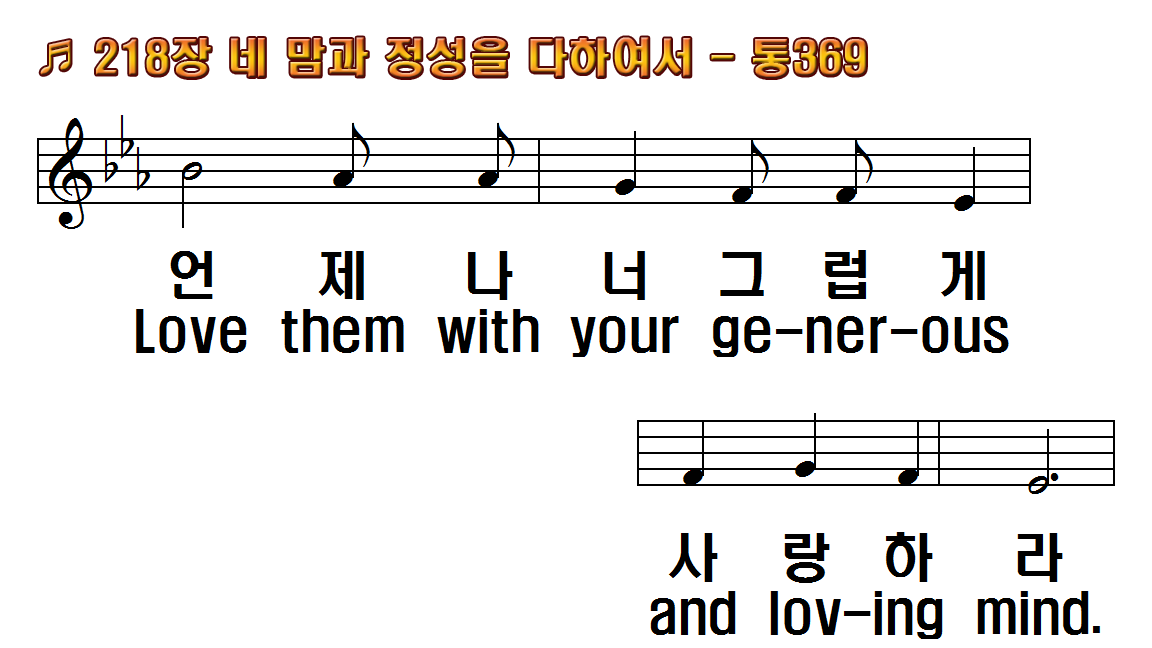 ♬ 218장 네 맘과 정성을 다하여서 - 통369
언 제 나 너 그 럽 게
Love them with your ge-ner-ous
사 랑 하 라
and lov-ing mind.